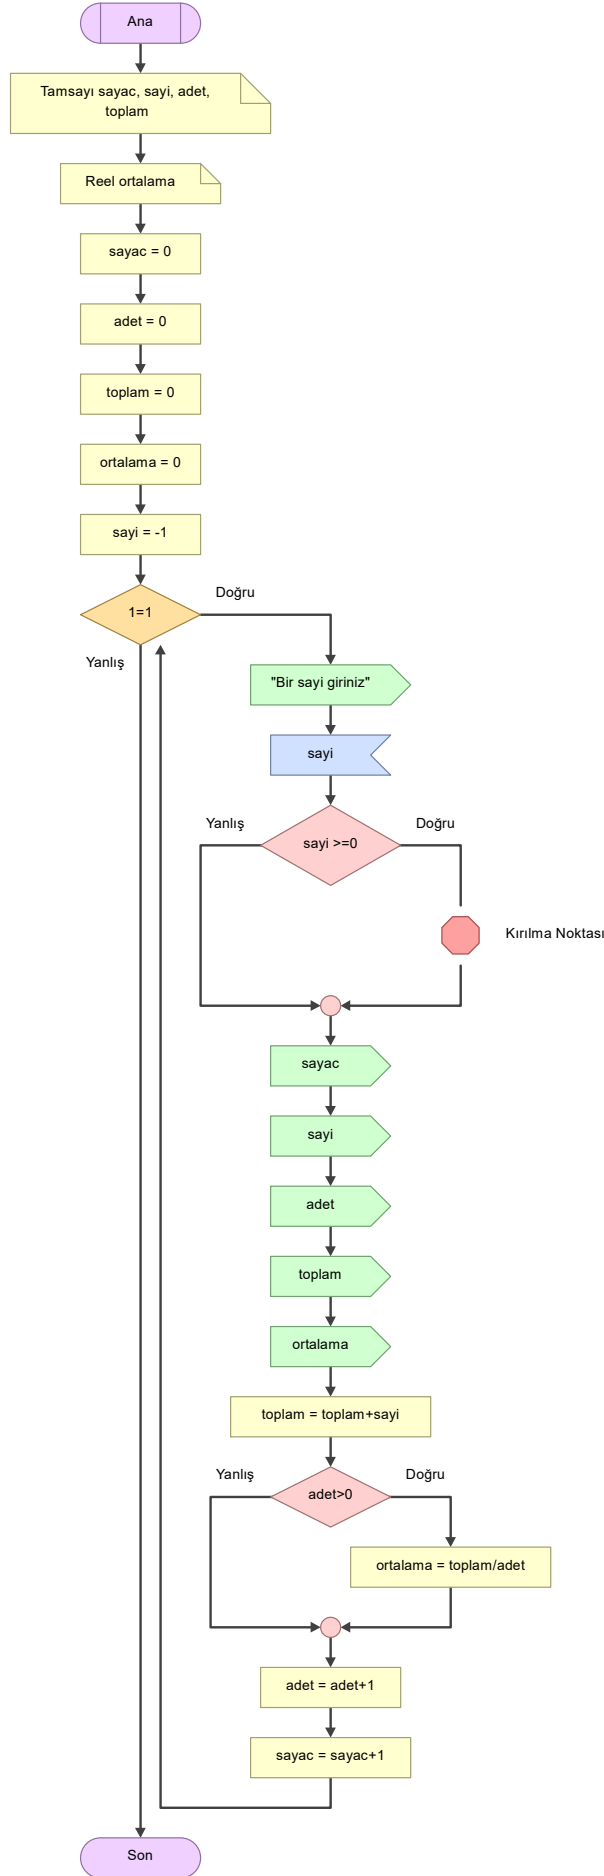 Ana
Tamsayı sayac, sayi, adet,
toplam
Reel ortalama
sayac = 0
adet = 0
toplam = 0
ortalama = 0
sayi = -1
1=1
Doğru
Yanlış
"Bir sayi giriniz"
sayi
Yanlış
Doğru
sayi >=0
Kırılma Noktası
sayac
sayi
adet
toplam
ortalama
toplam = toplam+sayi
Yanlış
Doğru
adet>0
ortalama = toplam/adet
adet = adet+1
sayac = sayac+1
Son